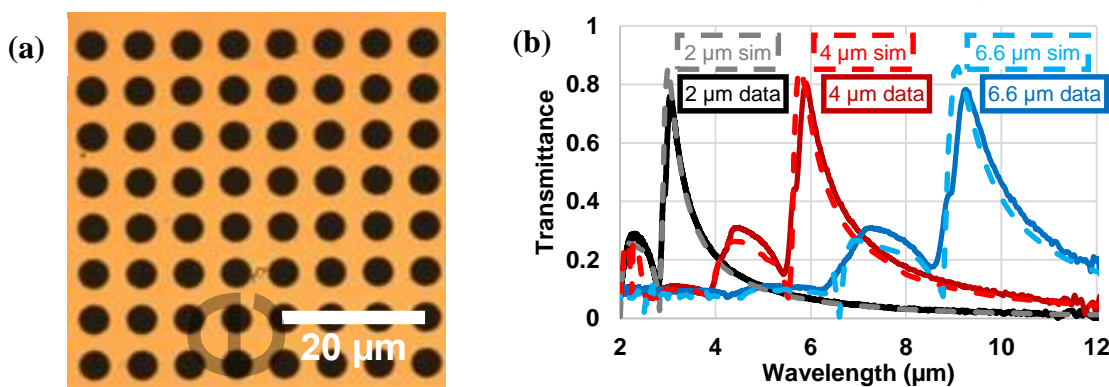 (a)
20 µm
(b)
Transmittance
1
0.8
0.6
0.4
0.2
0
2 µm sim
4 µm sim
6.6 µm sim
2 µm data
4 µm data
6.6 µm data
2 4 6 8 10 12
Wavelength (µm)